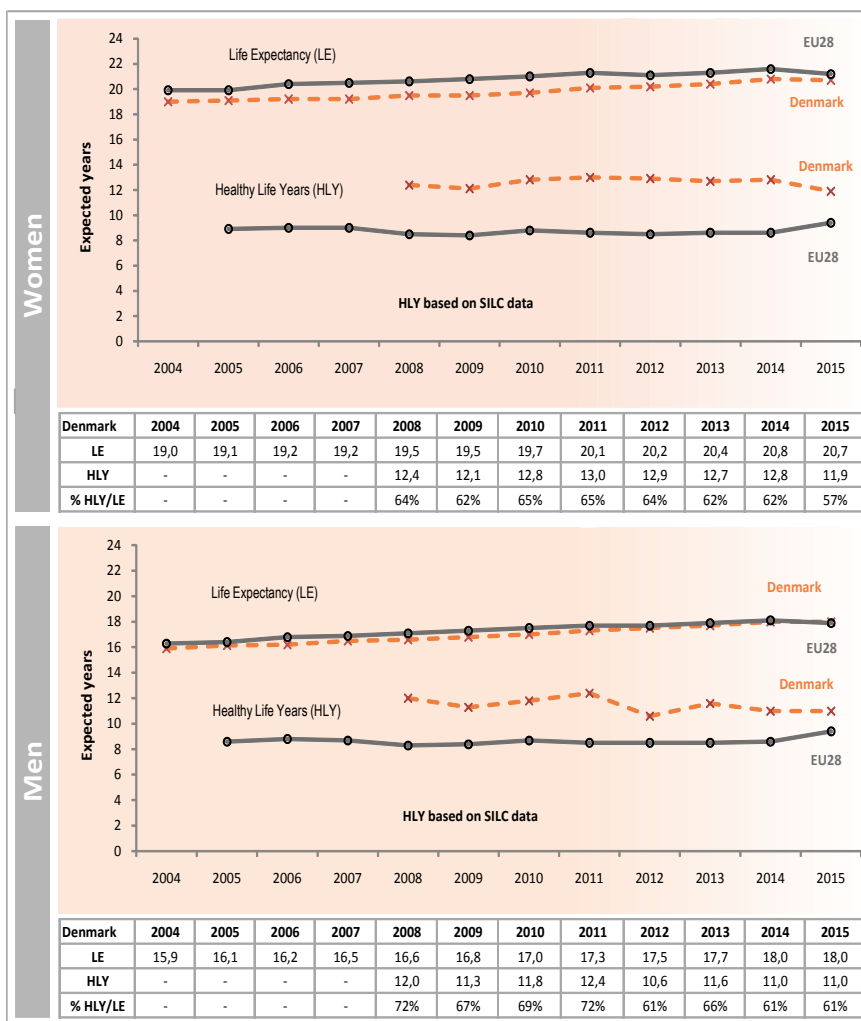 Women
Expected years
24
22
20
18
16
14
12
10
8
6
4
2
0
Life Expectancy (LE)
EU28
Denmark
Denmark
Healthy Life Years (HLY)
EU28
HLY based on SILC data
2004 2005 2006 2007 2008 2009 2010 2011 2012 2013 2014 2015
Denmark 2004 2005 2006 2007 2008 2009 2010 2011 2012 2013 2014 2015
LE 19,0 19,1 19,2 19,2 19,5 19,5 19,7 20,1 20,2 20,4 20,8 20,7
HLY - - - - 12,4 12,1 12,8 13,0 12,9 12,7 12,8 11,9
% HLY/LE - - - - 64% 62% 65% 65% 64% 62% 62% 57%
Men
Expected years
24
22
20
18
16
14
12
10
8
6
4
2
0
Life Expectancy (LE)
Denmark
EU28
Denmark
Healthy Life Years (HLY)
EU28
HLY based on SILC data
2004 2005 2006 2007 2008 2009 2010 2011 2012 2013 2014 2015
Denmark 2004 2005 2006 2007 2008 2009 2010 2011 2012 2013 2014 2015
LE 15,9 16,1 16,2 16,5 16,6 16,8 17,0 17,3 17,5 17,7 18,0 18,0
HLY - - - - 12,0 11,3 11,8 12,4 10,6 11,6 11,0 11,0
% HLY/LE - - - - 72% 67% 69% 72% 61% 66% 61% 61%